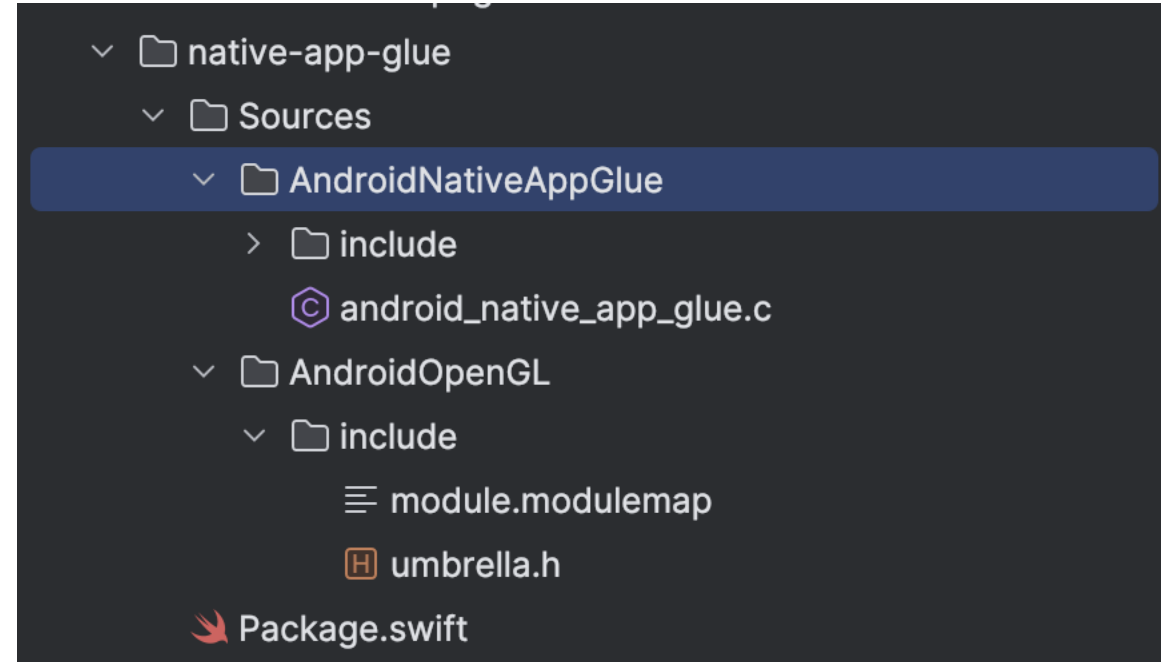 native-app-glue
Sources
AndroidNativeAppGlue
include
android_native_app_glue.c
AndroidOpenGL
include
module.modulemap
umbrella.h
Package.swift